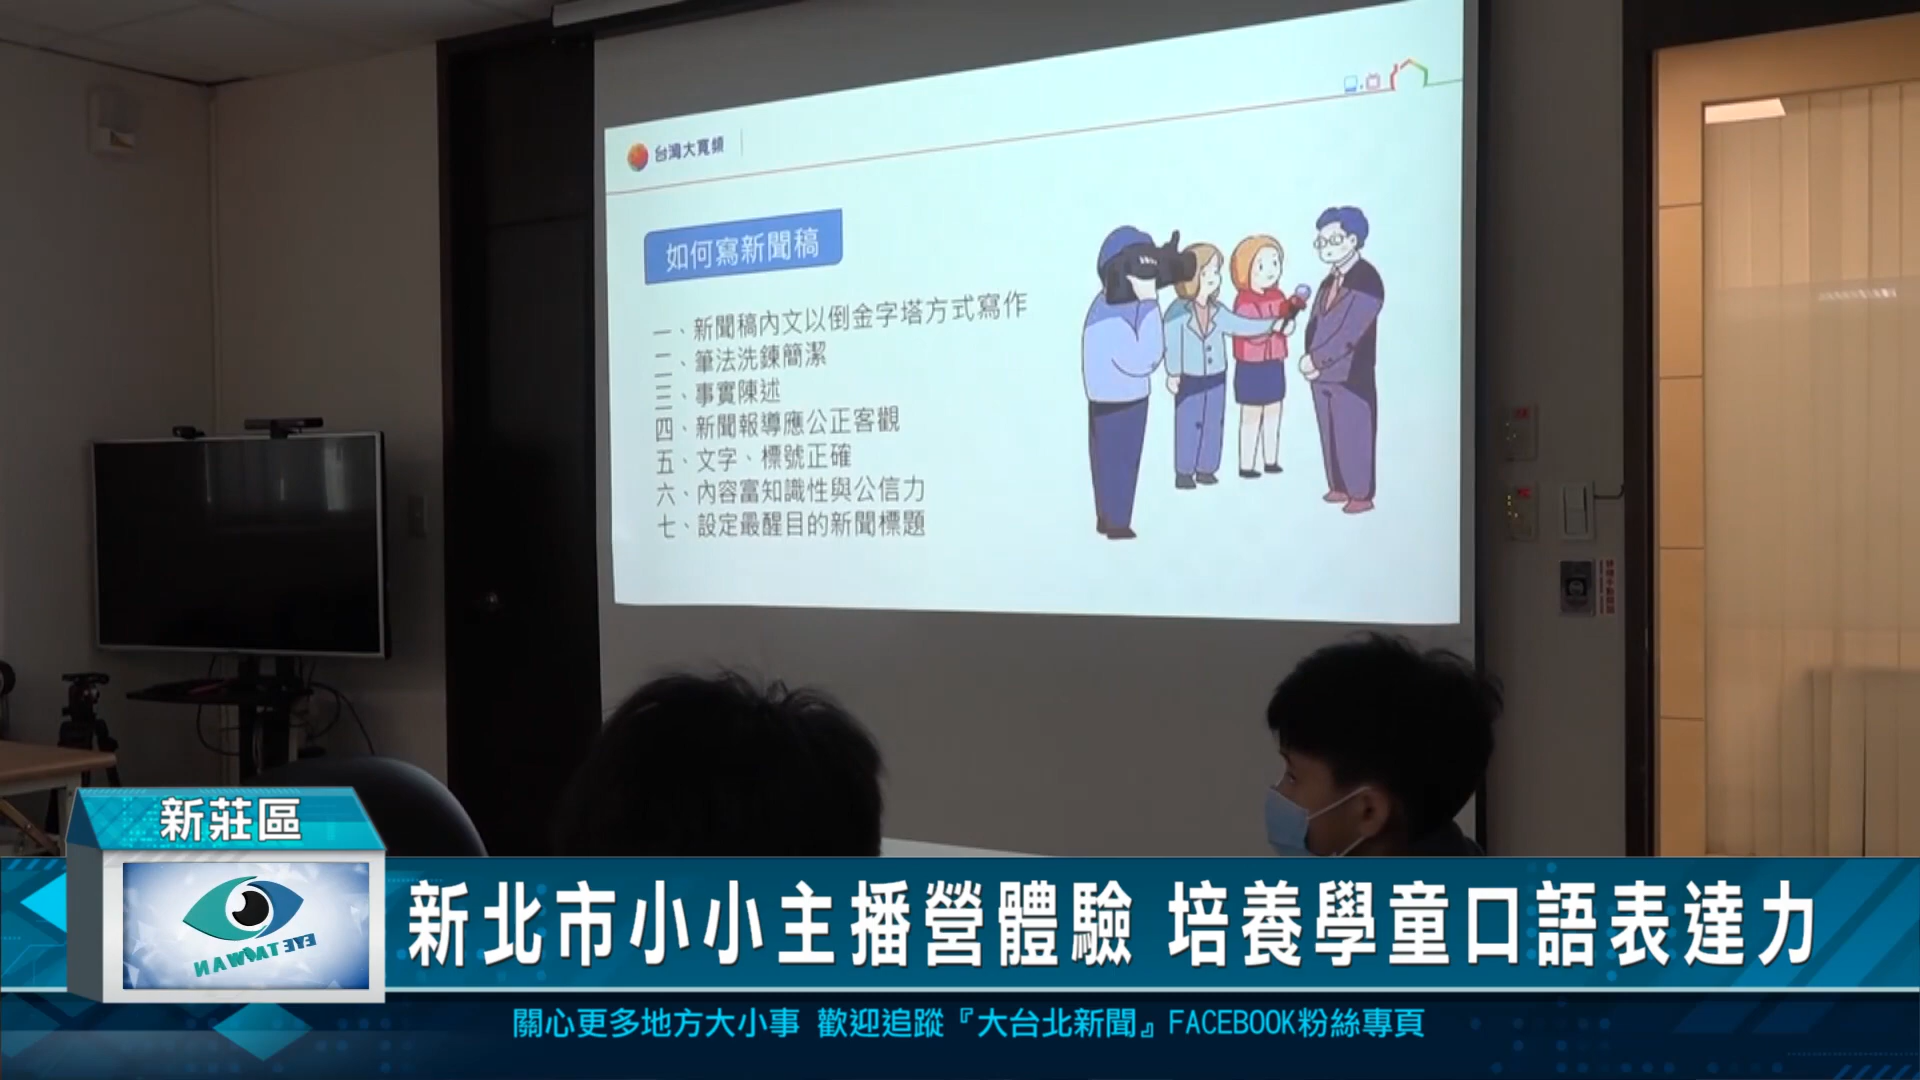 台灣大寬頻
如何寫新聞稿
一、新聞稿內文以倒金字塔方式寫作
二、筆法洗鍊簡潔
三、事實陳述
四、新聞報導應公正客觀
五、文字、標號正確
六、內容富知識性與公信力
七、設定最醒目的新聞標題
新莊區
EYE TAIWAN
新北市小小主播營體驗 培養學童口語表達力
關心更多地方大小事 歡迎追蹤『大台北新聞』FACEBOOK粉絲專頁